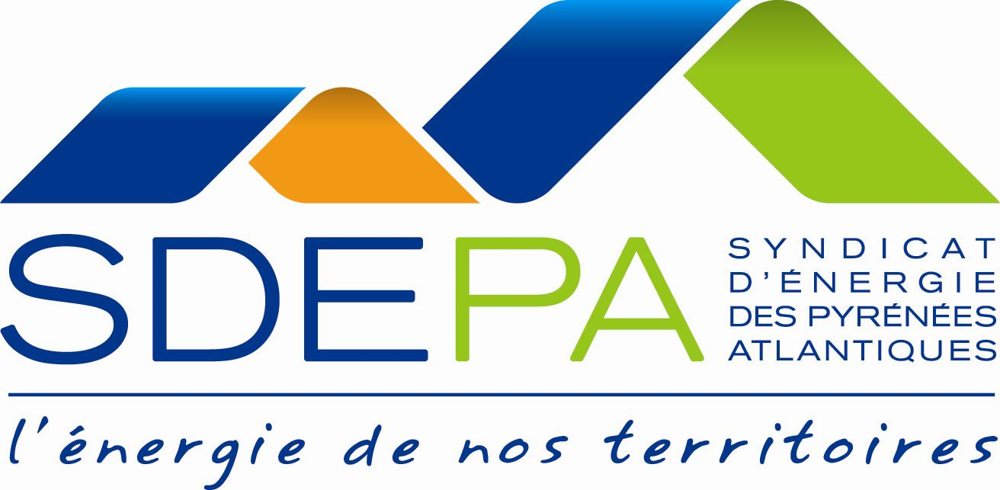 SDEPA
SYNDICAT
D'ÉNERGIE
DES PYRÉNÉES
ATLANTIQUES
l'énergie de nos territoires